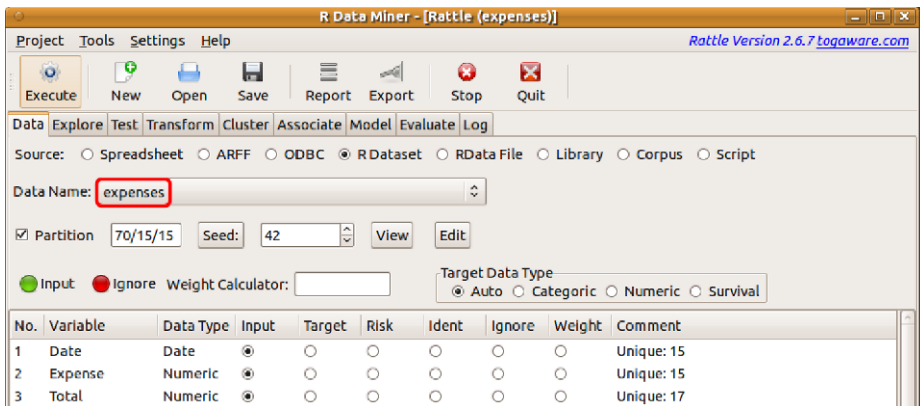 R Data Miner - [Rattle (expenses)]
Project Tools Settings Help Rattle Version 2.6.7 togaware.com
Execute New Open Save Report Export Stop Quit
Data Explore Test Transform Cluster Associate Model Evaluate Log
Source: Spreadsheet ARFF ODBC R Dataset RData File Library Corpus Script
Data Name: expenses
Partition 70/15/15 Seed: 42 View Edit
Target Data Type
Input Ignore Weight Calculator: Auto Categoric Numeric Survival
No. Variable Data Type Input Target Risk Ident Ignore Weight Comment
1 Date Date Unique: 15
2 Expense Numeric Unique: 15
3 Total Numeric Unique: 17